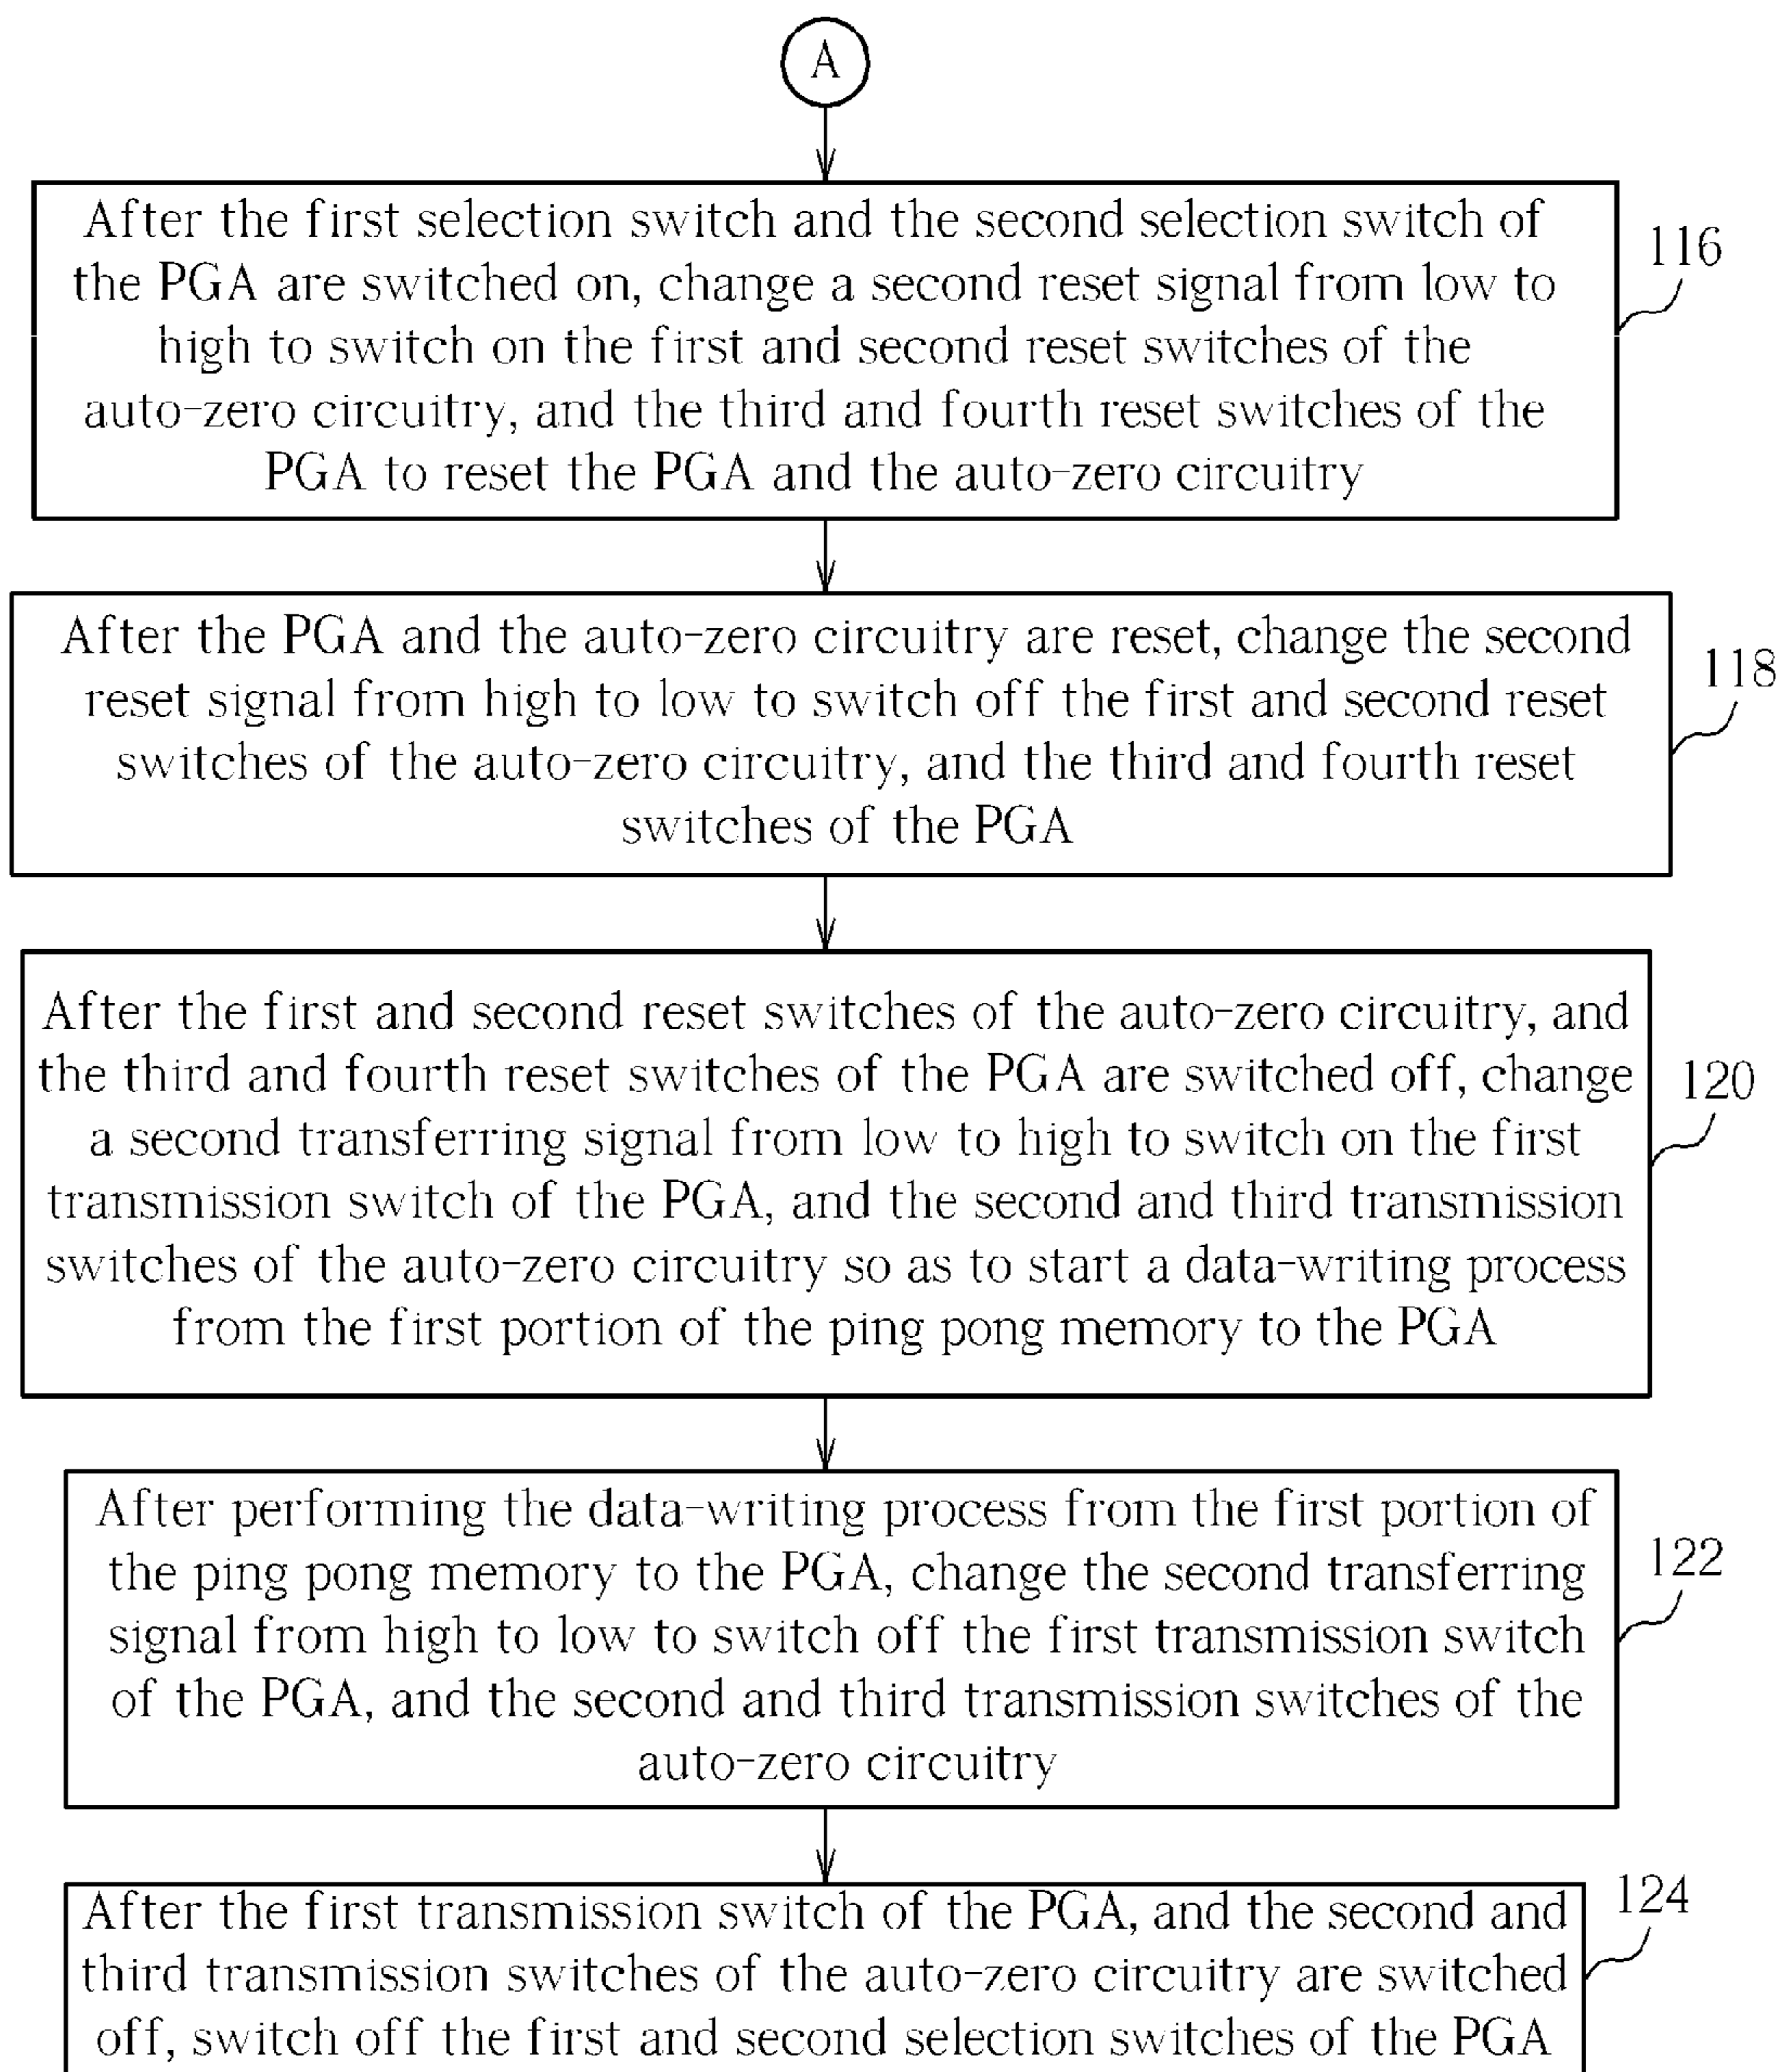 A
After the first selection switch and the second selection switch of
the PGA are switched on, change a second reset signal from low to
high to switch on the first and second reset switches of the
auto-zero circuitry, and the third and fourth reset switches of the
PGA to reset the PGA and the auto-zero circuitry
116
After the PGA and the auto-zero circuitry are reset, change the second
reset signal from high to low to switch off the first and second reset
switches of the auto-zero circuitry, and the third and fourth reset
switches of the PGA
118
After the first and second reset switches of the auto-zero circuitry, and
the third and fourth reset switches of the PGA are switched off, change
a second transferring signal from low to high to switch on the first
transmission switch of the PGA, and the second and third transmission
switches of the auto-zero circuitry so as to start a data-writing process
from the first portion of the ping pong memory to the PGA
120
After performing the data-writing process from the first portion of
the ping pong memory to the PGA, change the second transferring
signal from high to low to switch off the first transmission switch
of the PGA, and the second and third transmission switches of the
auto-zero circuitry
122
After the first transmission switch of the PGA, and the second and
third transmission switches of the auto-zero circuitry are switched
off, switch off the first and second selection switches of the PGA
124